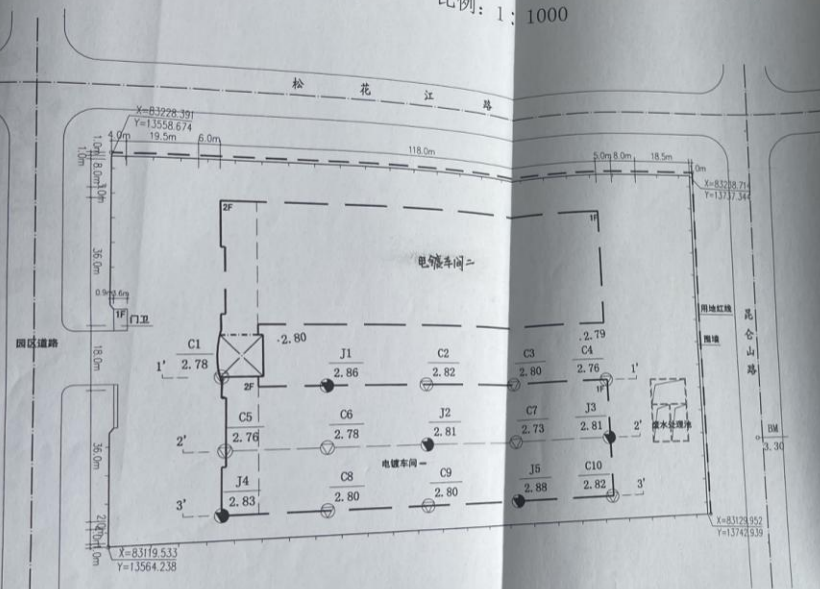 比例：1：1000
松花江路
X=83228.391
Y=13558.674
4.0m
19.5m
6.0m
118.0m
5.0m
8.0m
18.5m
1.0m
1.0m
8.0m
X=83238.714
Y=13737.344
2F
1F
36.0m
电镀车间二
0.9m
1F
门卫
用地红线
围墙
昆仑山路
园区道路
C1
2.78
.2.80
.2.79
18.0m
J1
2.86
C2
2.82
C3
2.80
C4
2.76
1'
1'
2F
1F
C5
2.76
C6
2.78
J2
2.81
C7
2.73
J3
2.81
废水处理池
BM
3.30
2'
2'
36.0m
电镀车间一
J4
2.83
C8
2.80
C9
2.80
J5
2.88
C10
2.82
3'
3'
X=83129.952
Y=13742.939
X=83119.533
Y=13564.238